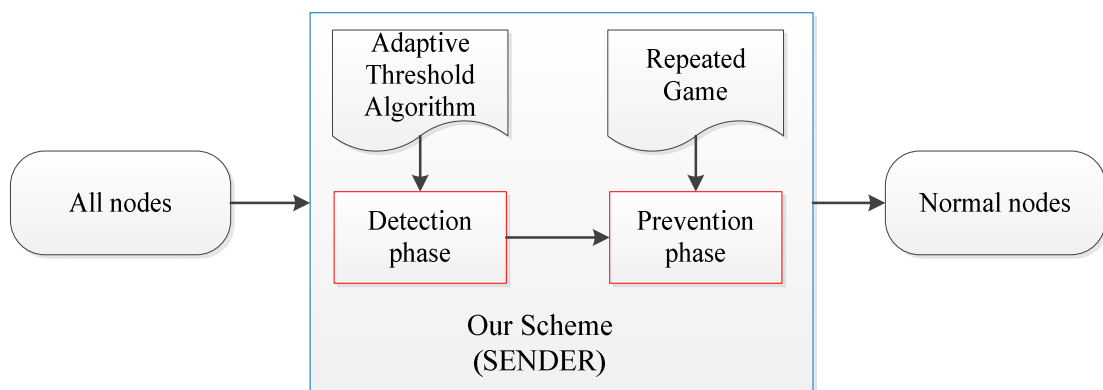 Adaptive
Threshold
Algorithm
Repeated
Game
All nodes
Detection
phase
Prevention
phase
Normal nodes
Our Scheme
(SENDER)